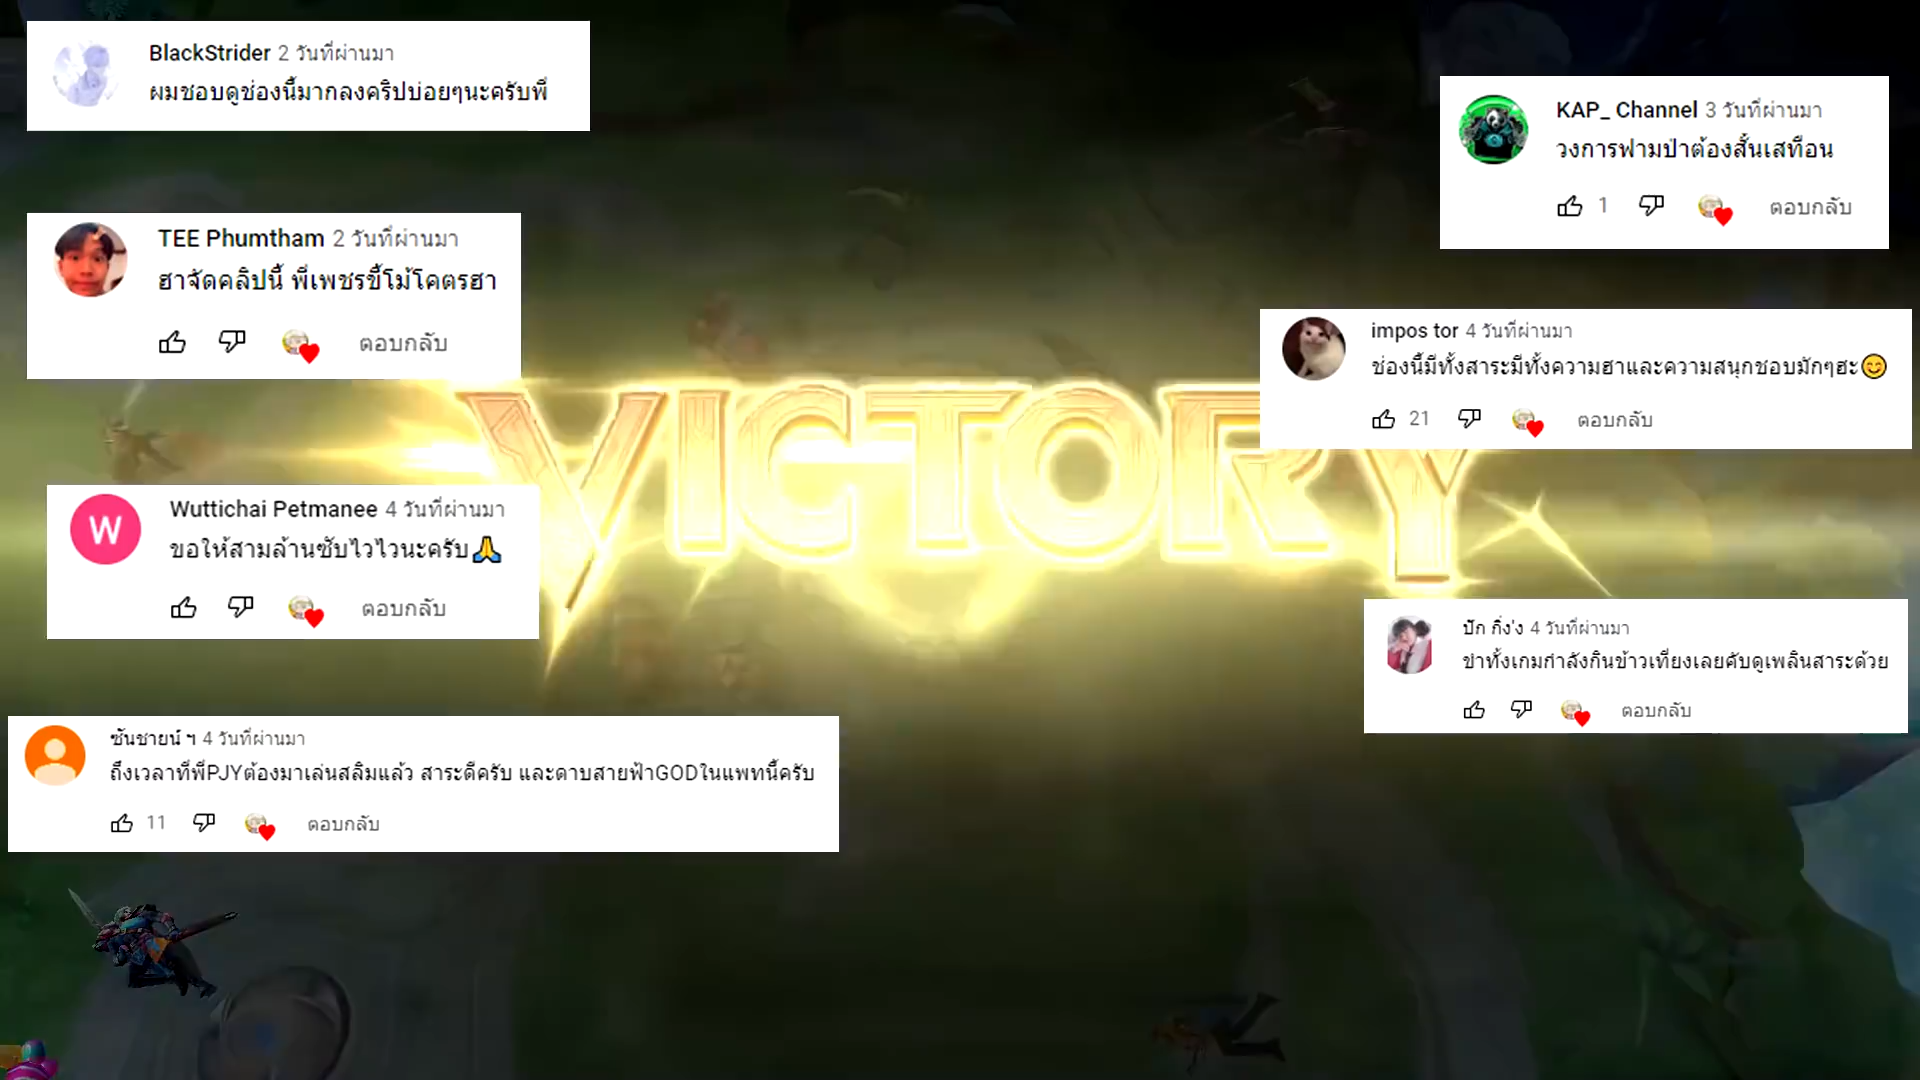 BlackStrider 2 วันที่ผ่านมา
ผมชอบดูช่องนี้มากลงคริปบ่อยๆนะครับพี่
TEE Phumtham 2 วันที่ผ่านมา
ฮาจัดคลิปนี้ พี่เพชรขี้โม้โคตรฮา
ตอบกลับ
Wuttichai Petmanee 4 วันที่ผ่านมา
W
ขอให้สามล้านซับไวไวนะครับ🙏
ตอบกลับ
ซันชายน์ ฯ 4 วันที่ผ่านมา
ถึงเวลาที่พี่PJYต้องมาเล่นสลิมแล้ว สาระดีครับ และดาบสายฟ้าGODในแพทนี้ครับ
11 ตอบกลับ
VICTORY
KAP_ Channel 3 วันที่ผ่านมา
วงการฟามป่าต้องสั้นเสทือน
1 ตอบกลับ
impos tor 4 วันที่ผ่านมา
ช่องนี้มีทั้งสาระมีทั้งความฮาและความสนุกชอบมักๆฮะ😊
21 ตอบกลับ
ปัก กิ่ง'ง 4 วันที่ผ่านมา
ขำทั้งเกมกำลังกินข้าวเที่ยงเลยคับดูเพลินสาระด้วย
ตอบกลับ